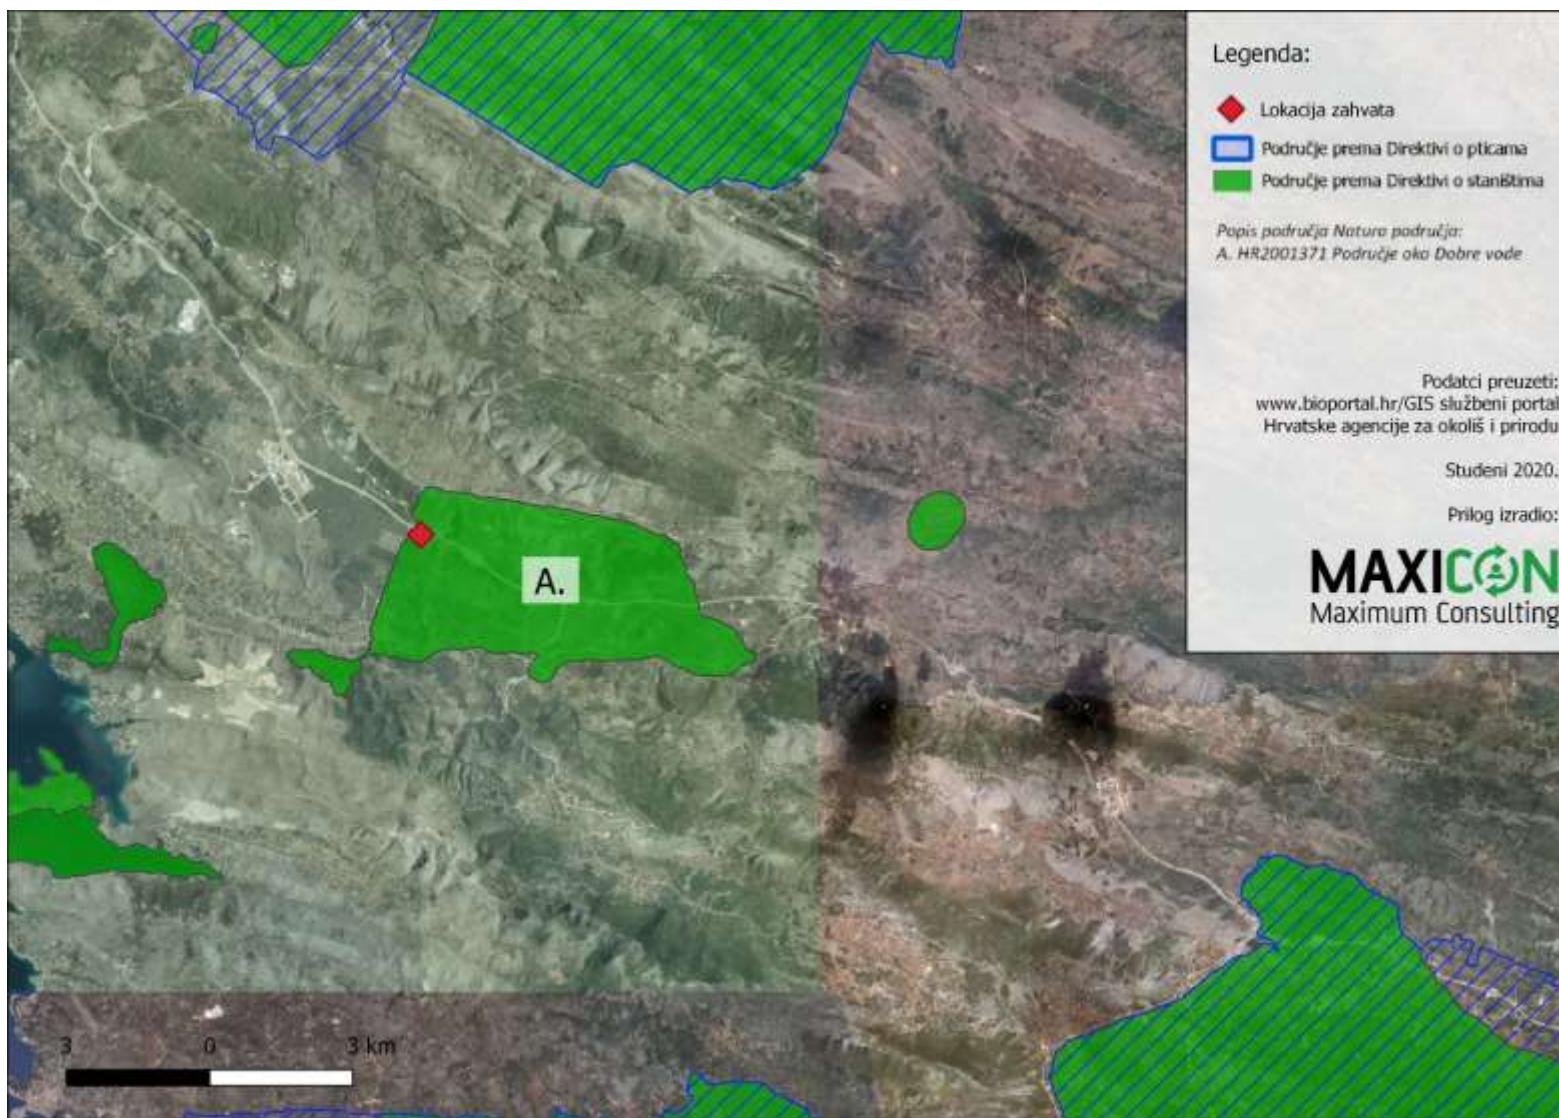 Legenda:
Lokacija zahvata
Područje prema Direktivi o pticama
Područje prema Direktivi o staništima
Popis područja Natura područja:
A. HR2001371 Područje oko Dobre vode
Podatci preuzeti:
www.bioportal.hr/GIS službeni portal
Hrvatske agencije za okoliš i prirodu
Studeni 2020.
Prilog izradio:
MAXICON
Maximum Consulting
A.
3 0 3 km